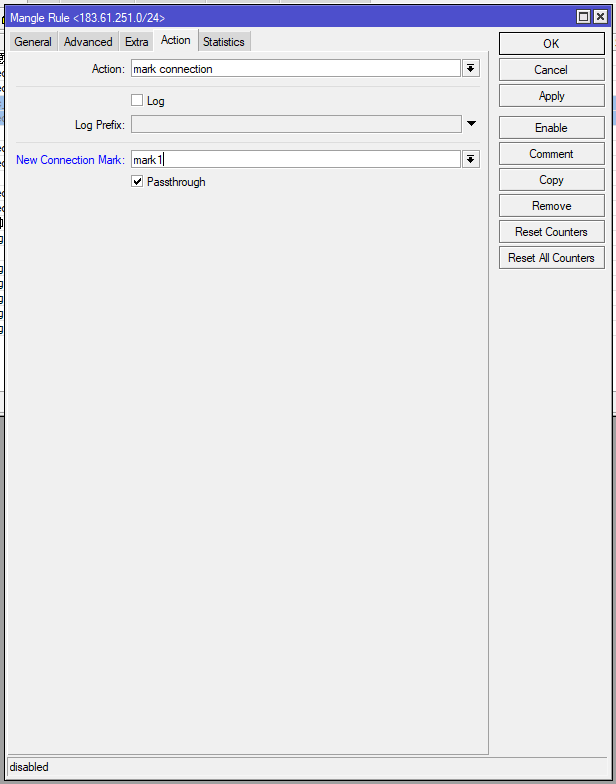 Mangle Rule <183.61.251.0/24>
General Advanced Extra Action Statistics
Action: mark connection
Log
Log Prefix:
New Connection Mark: mark1
Passthrough
OK
Cancel
Apply
Enable
Comment
Copy
Remove
Reset Counters
Reset All Counters
disabled